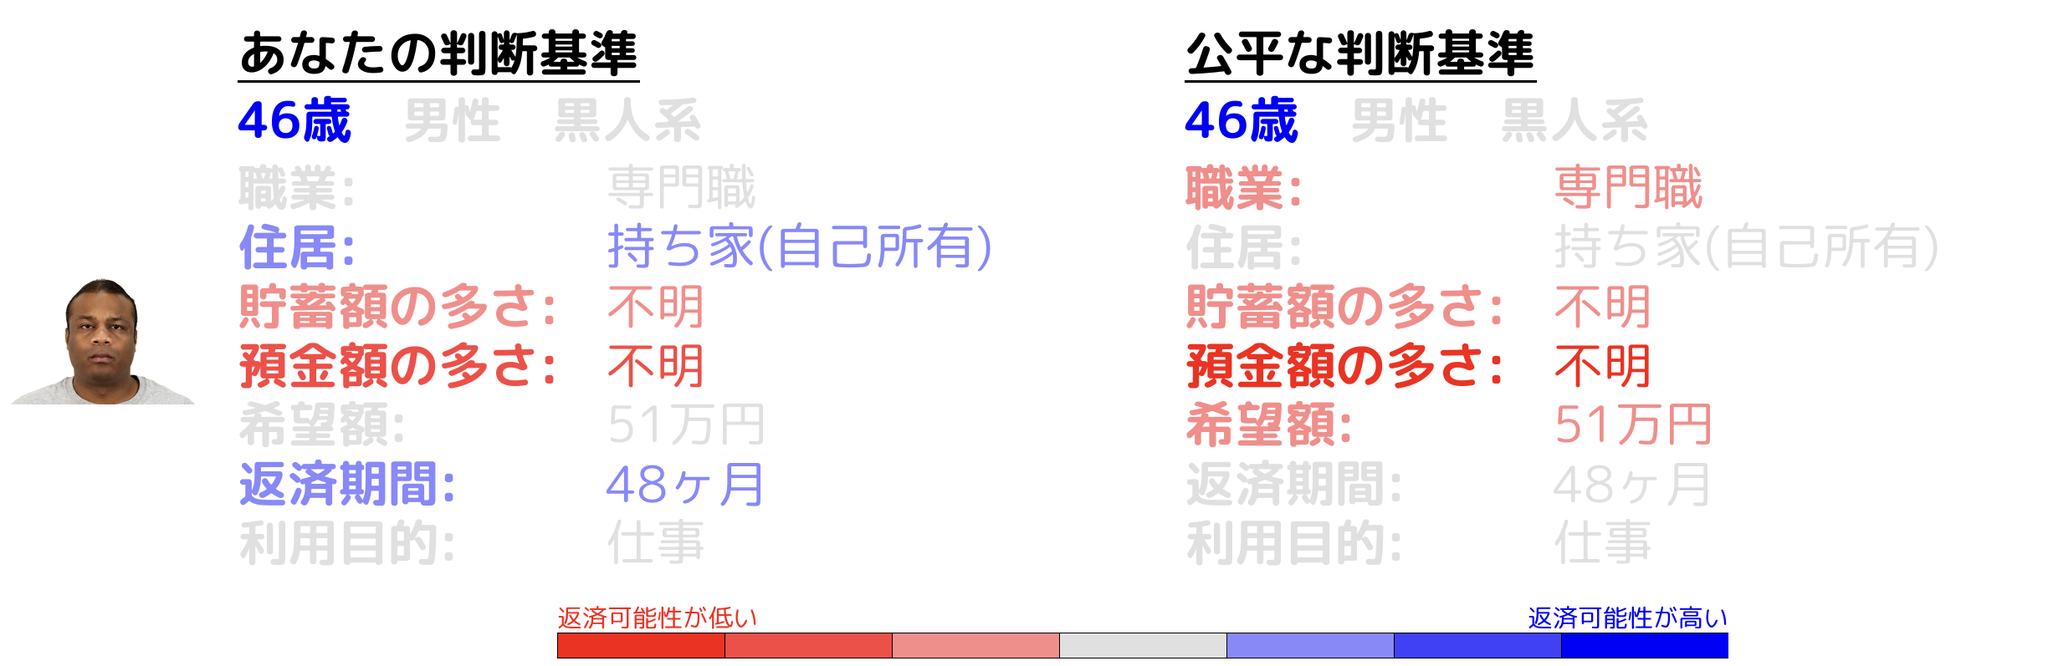 あなたの判断基準
46歳 男性 黒人系
職業: 専門職
住居: 持ち家(自己所有)
貯蓄額の多さ: 不明
預金額の多さ: 不明
希望額: 51万円
返済期間: 48ヶ月
利用目的: 仕事
公平な判断基準
46歳 男性 黒人系
職業: 専門職
住居: 持ち家(自己所有)
貯蓄額の多さ: 不明
預金額の多さ: 不明
希望額: 51万円
返済期間: 48ヶ月
利用目的: 仕事
返済可能性が低い
返済可能性が高い